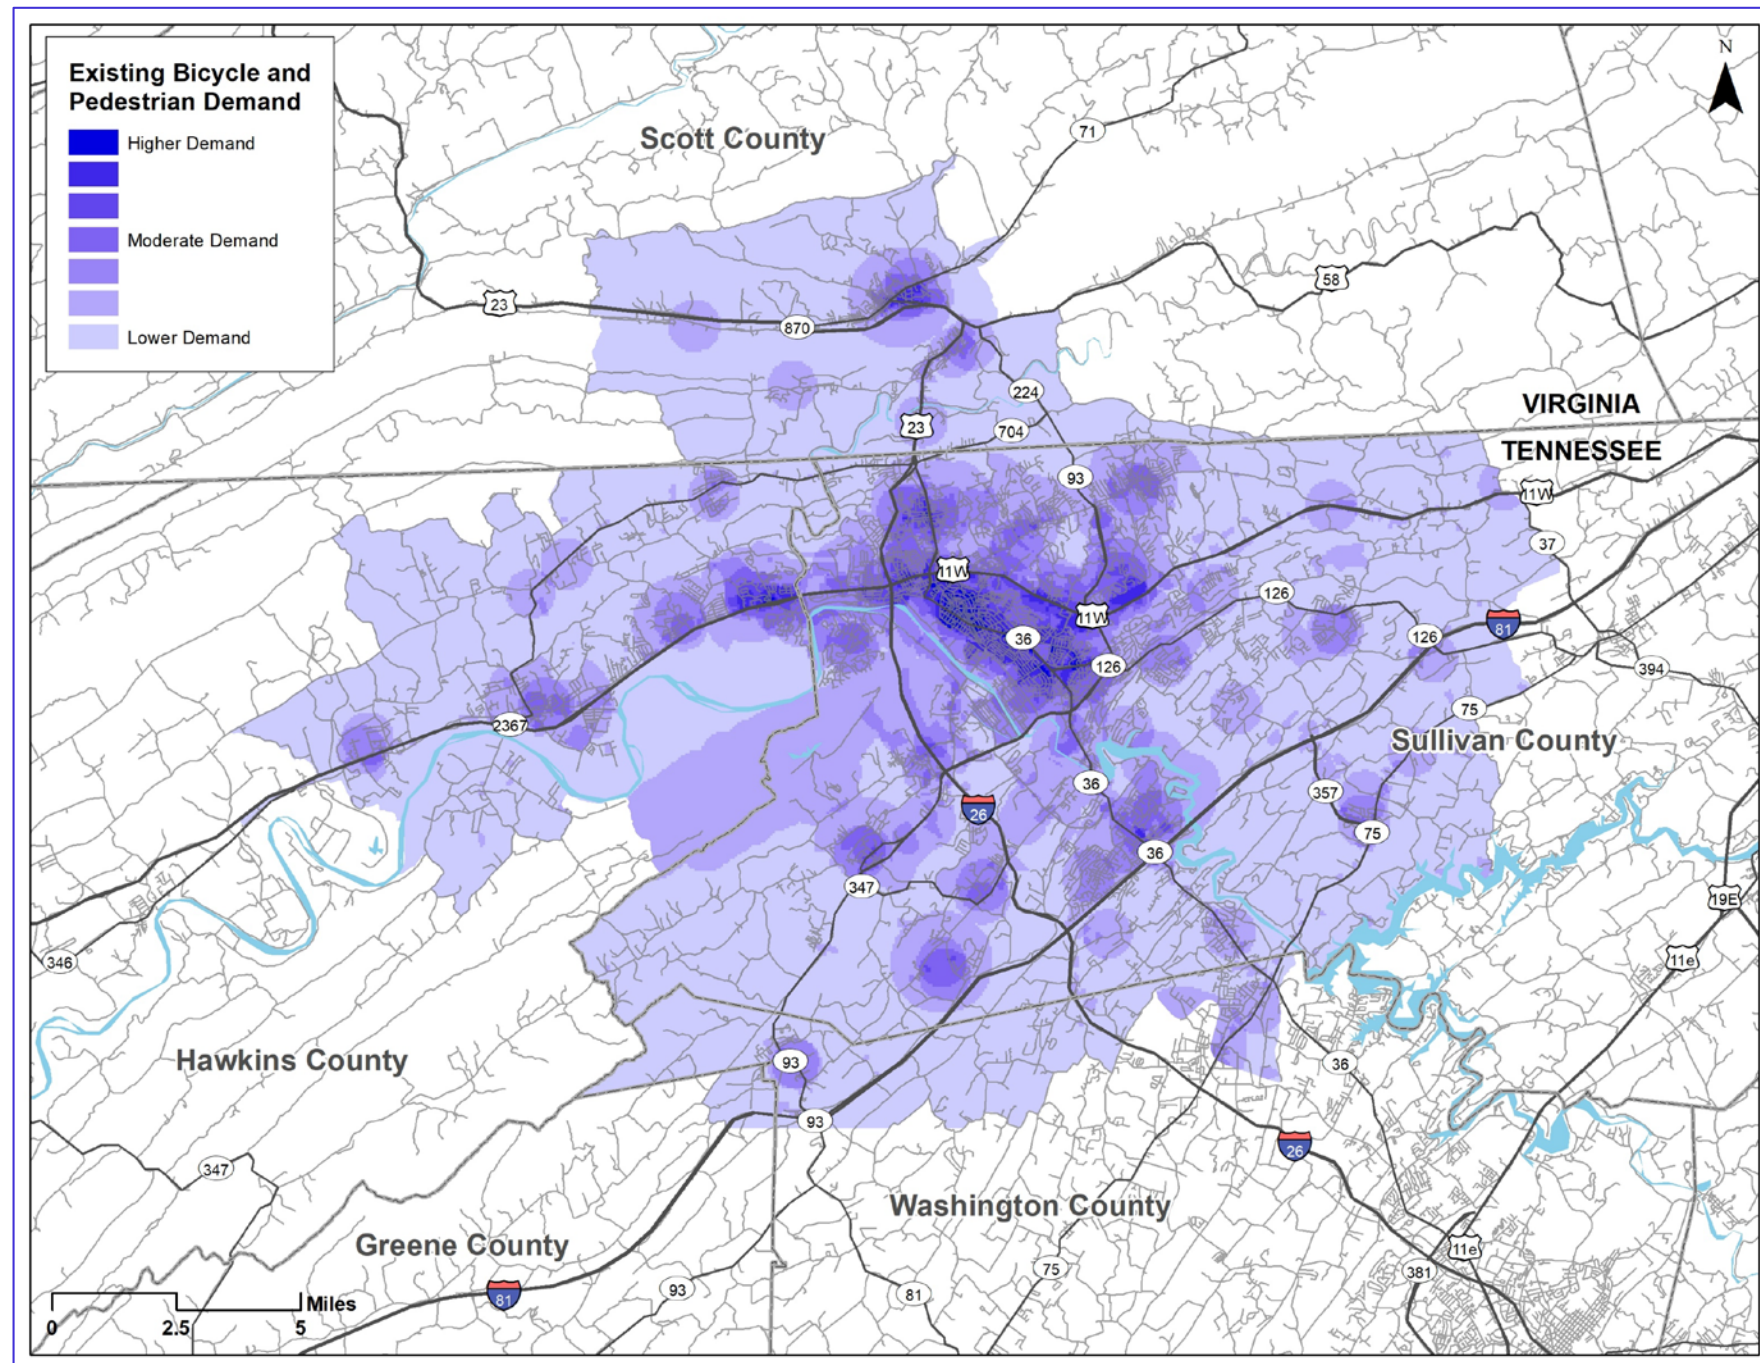 Existing Bicycle and
Pedestrian Demand
Higher Demand
Moderate Demand
Lower Demand
N
Scott County
71
58
23
870
224
VIRGINIA
23
704
TENNESSEE
93
11W
37
11W
126
11W
36
126
81
126
394
2367
75
Sullivan County
36
357
26
75
36
347
19E
11e
346
Hawkins County
93
36
93
26
347
Washington County
Greene County
11e
75
381
93
81
81
Miles
0
2.5
5